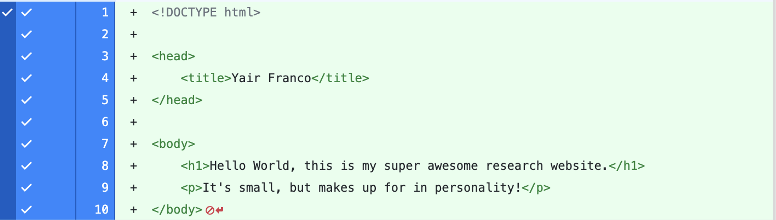 1 + <!DOCTYPE html>
2 +
3 + <head>
4 +     <title>Yair Franco</title>
5 + </head>
6 +
7 + <body>
8 +     <h1>Hello World, this is my super awesome research website.</h1>
9 +     <p>It's small, but makes up for in personality!</p>
10 + </body>